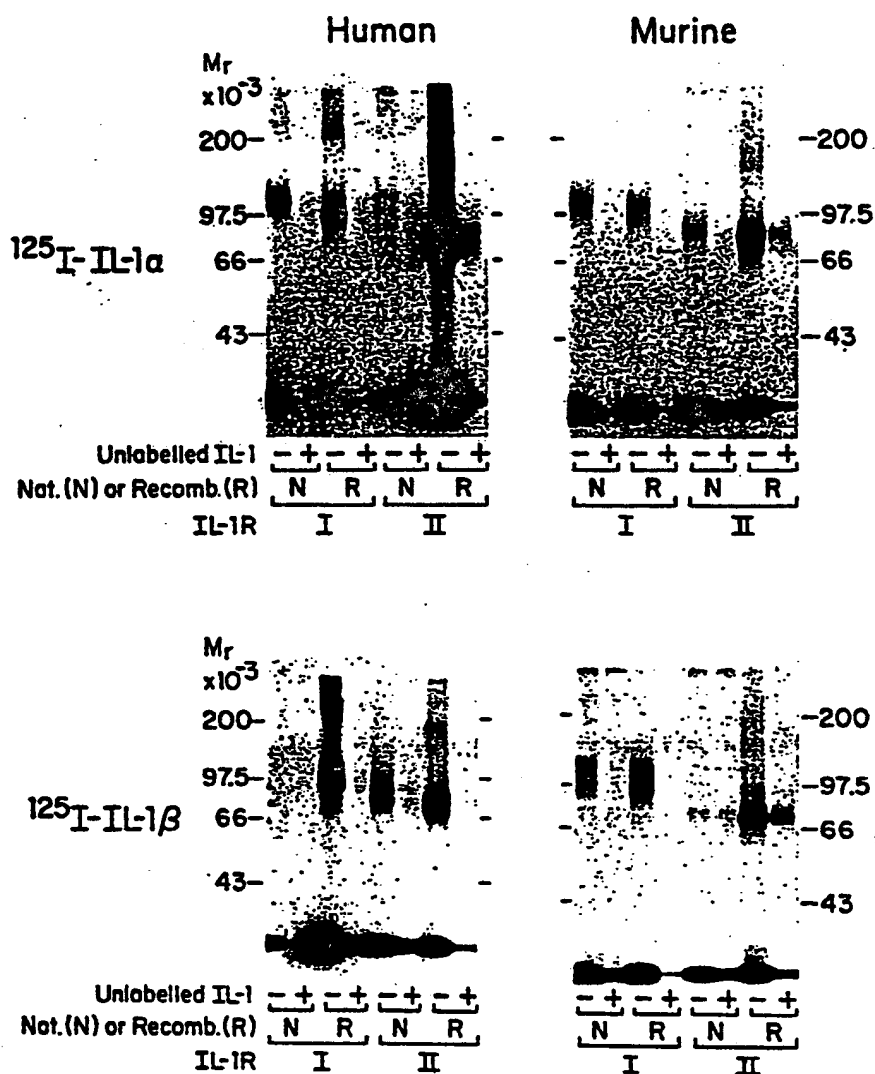 Human Murine
Mr
x10-3
200 200
97.5 97.5
125I-IL-1α
66 66
43 43
Unlabelled IL-1 - + - + - + - + - + - + - + - +
Nat.(N) or Recomb.(R) N R N R N R N R
IL-1R I II I II
Mr
x10-3
200 200
97.5 97.5
125I-IL-1β
66 66
43 43
Unlabelled IL-1 - + - + - + - + - + - + - + - +
Nat.(N) or Recomb.(R) N R N R N R N R
IL-1R I II I II